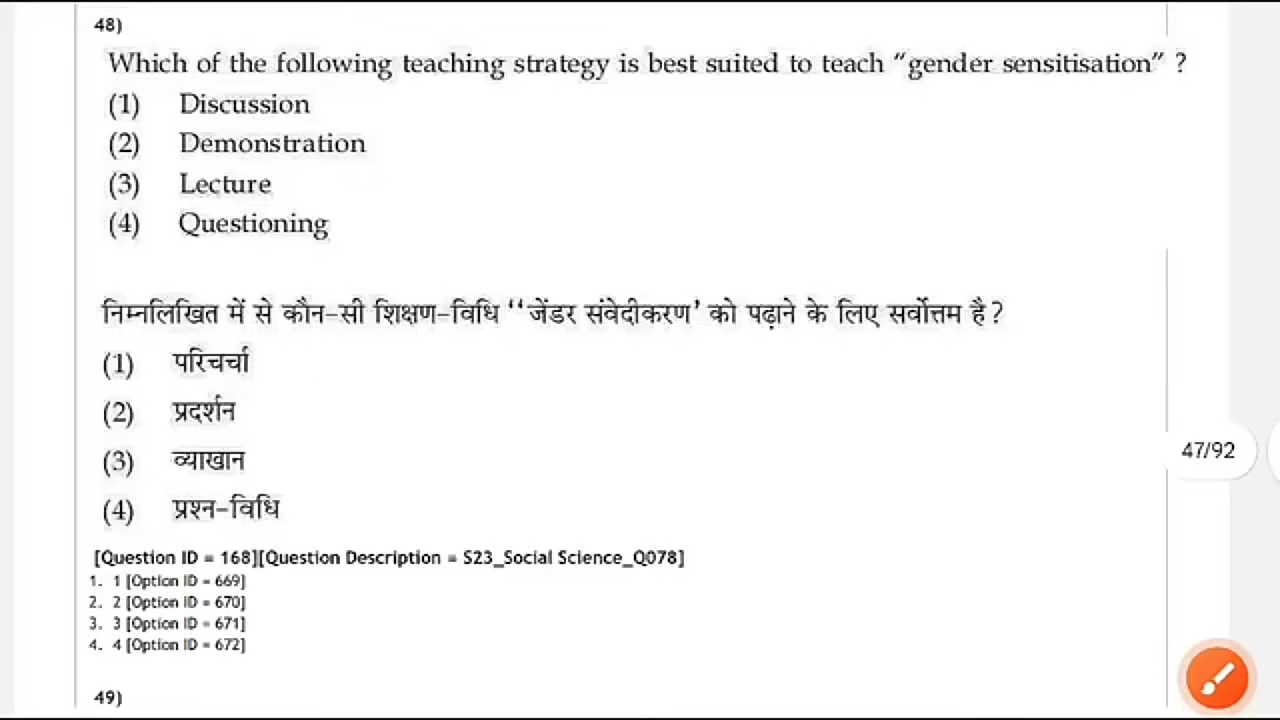 48)
Which of the following teaching strategy is best suited to teach “gender sensitisation” ?
(1) Discussion
(2) Demonstration
(3) Lecture
(4) Questioning
निम्नलिखित में से कौन-सी शिक्षण-विधि ‘‘जेंडर संवेदीकरण’ को पढ़ाने के लिए सर्वोत्तम है?
(1) परिचर्चा
(2) प्रदर्शन
(3) व्याखान
(4) प्रश्न-विधि
47/92
[Question ID = 168][Question Description = S23_Social Science_Q078]
1. 1 [Option ID = 669]
2. 2 [Option ID = 670]
3. 3 [Option ID = 671]
4. 4 [Option ID = 672]
49)